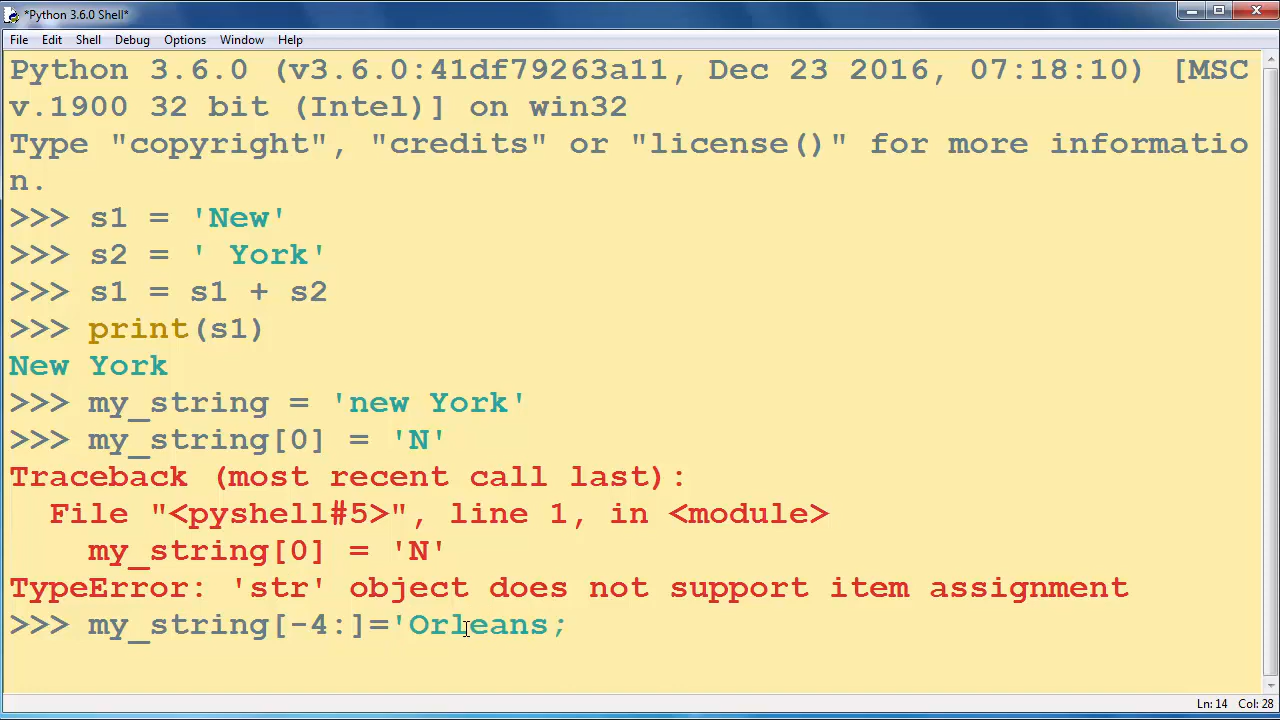 *Python 3.6.0 Shell*
File Edit Shell Debug Options Window Help
Python 3.6.0 (v3.6.0:41df79263a11, Dec 23 2016, 07:18:10) [MSC
v.1900 32 bit (Intel)] on win32
Type "copyright", "credits" or "license()" for more informatio
n.
>>> s1 = 'New'
>>> s2 = ' York'
>>> s1 = s1 + s2
>>> print(s1)
New York
>>> my_string = 'new York'
>>> my_string[0] = 'N'
Traceback (most recent call last):
  File "<pyshell#5>", line 1, in <module>
    my_string[0] = 'N'
TypeError: 'str' object does not support item assignment
>>> my_string[-4:]='Orleans;
Ln: 14 Col: 28